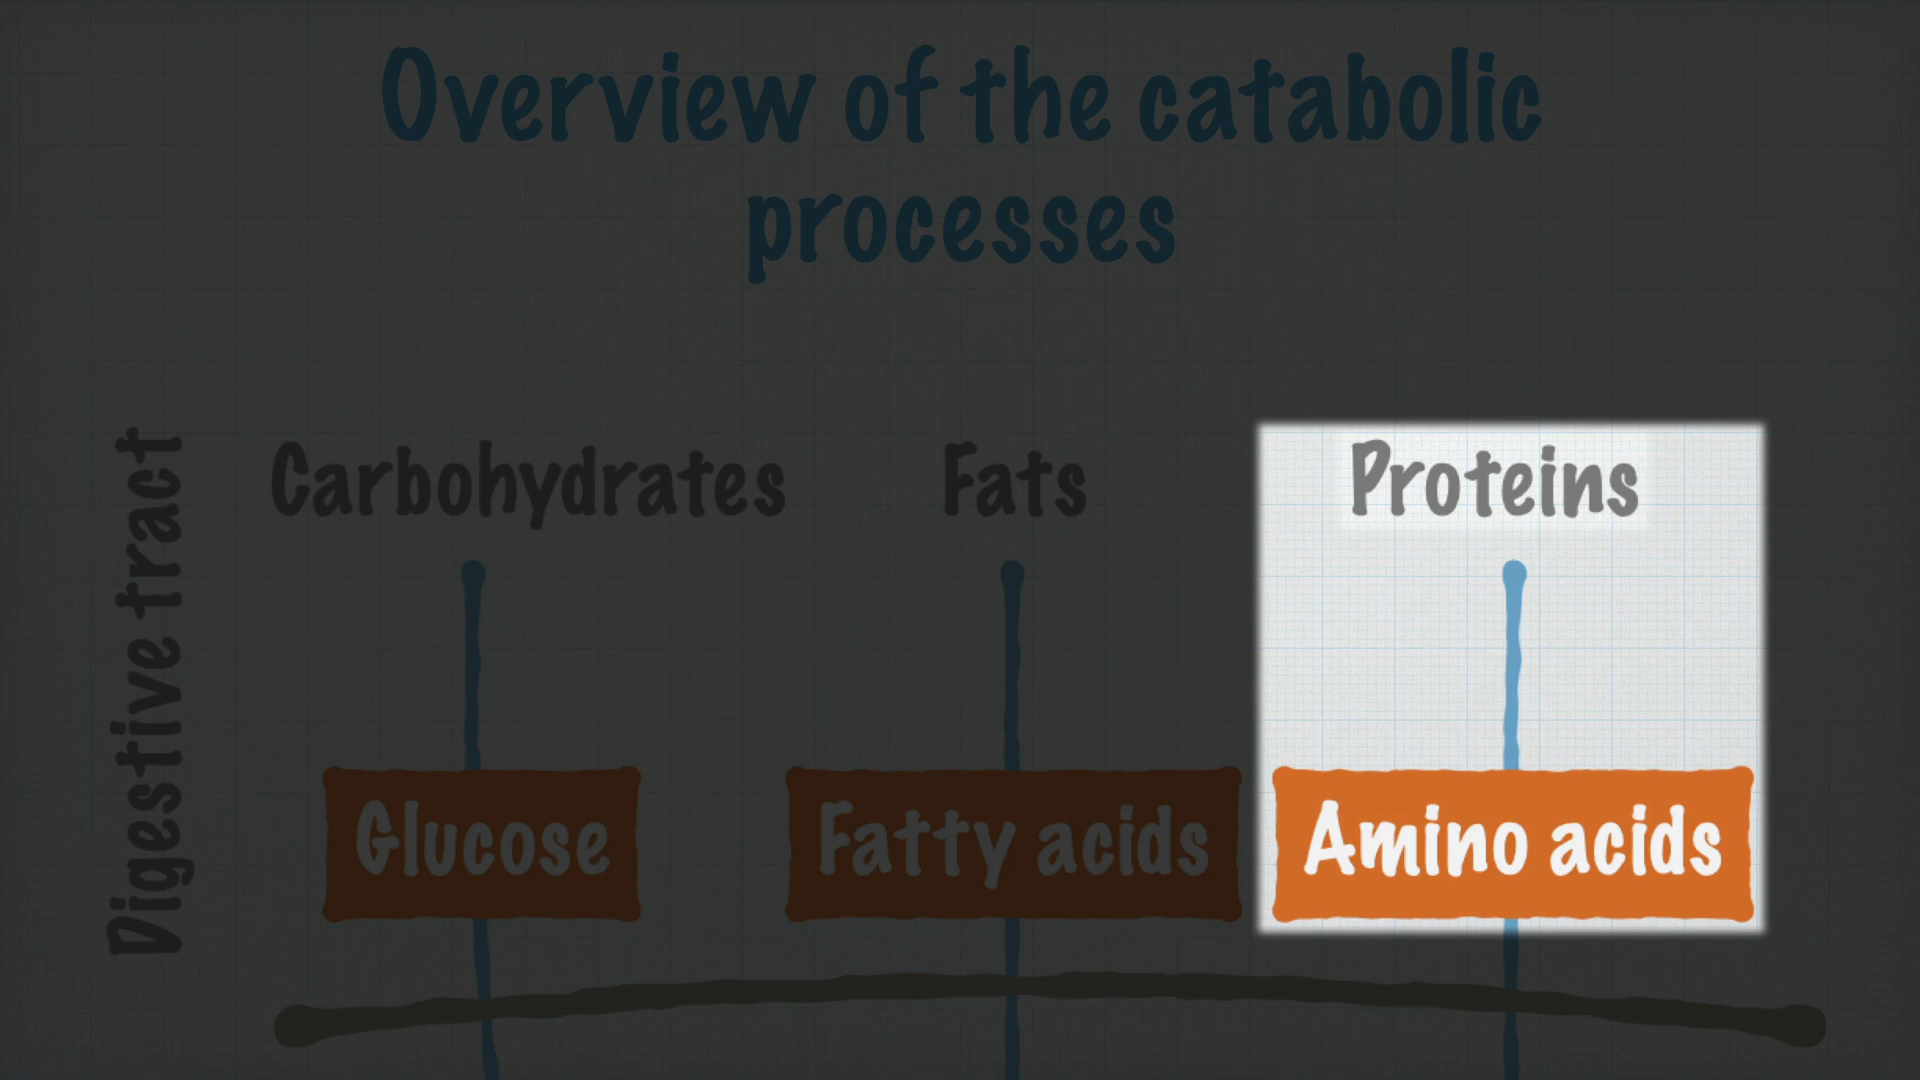 Overview of the catabolic
processes
Digestive tract
Carbohydrates
Fats
Proteins
Glucose
Fatty acids
Amino acids